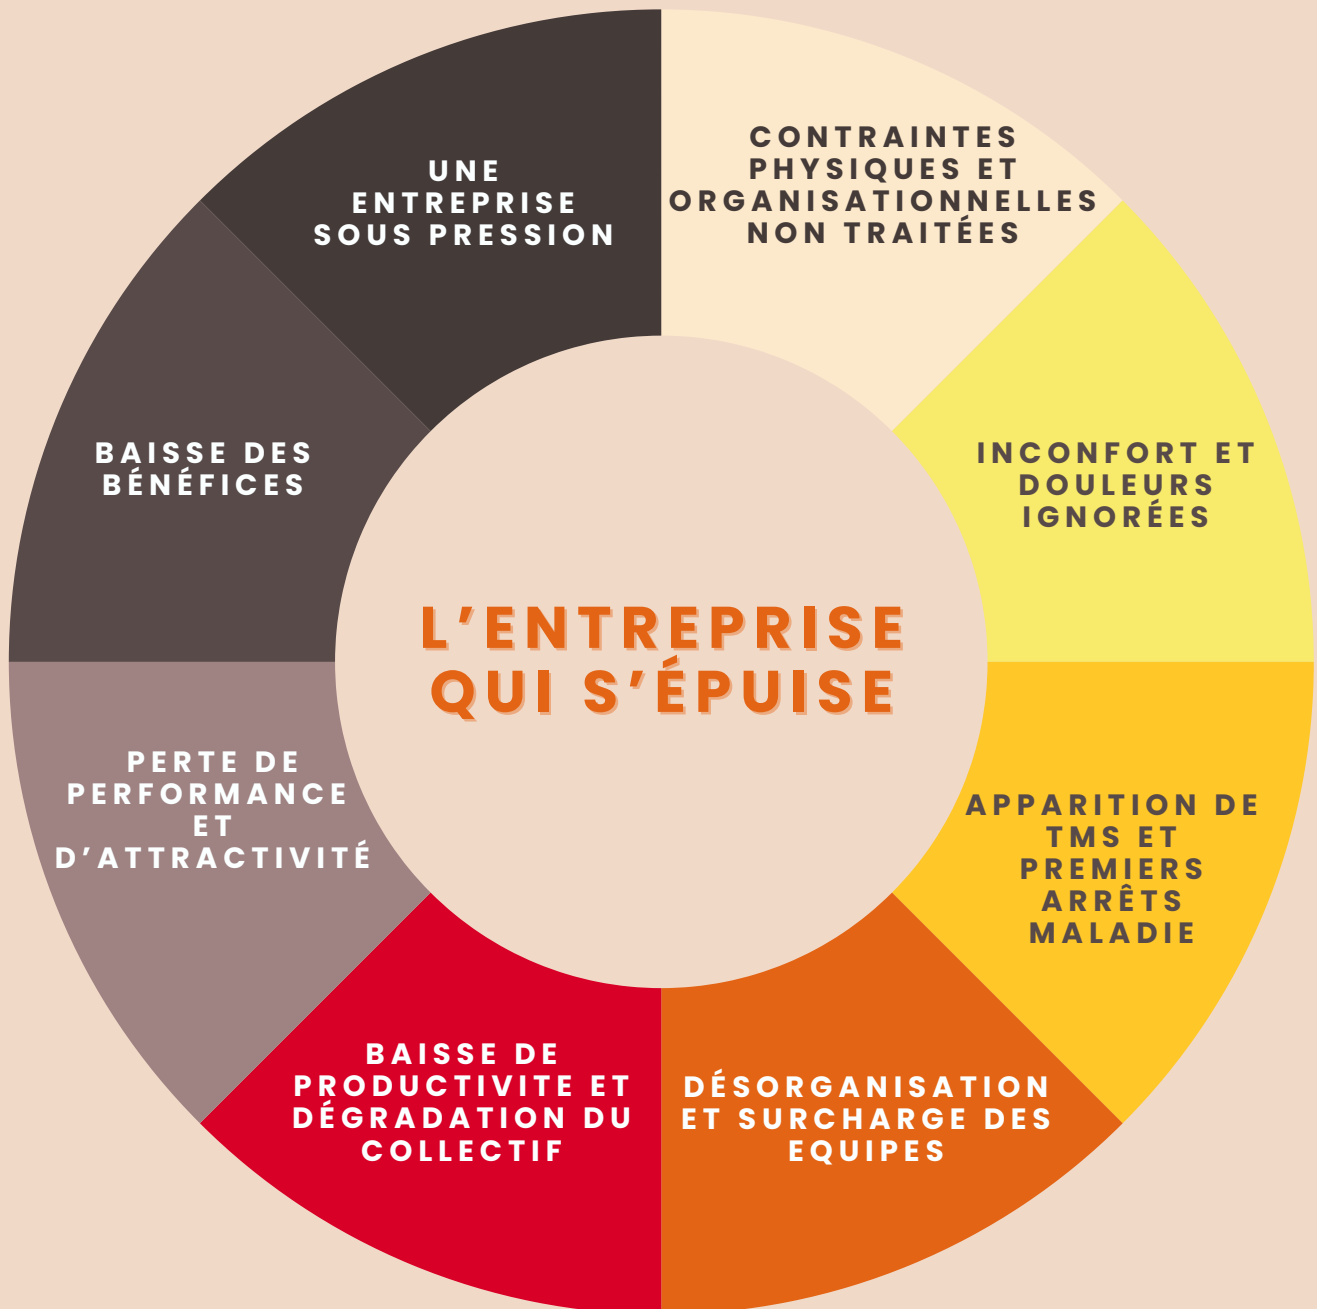 UNE
ENTREPRISE
SOUS PRESSION
CONTRAINTES
PHYSIQUES ET
ORGANISATIONNELLES
NON TRAITÉES
INCONFORT ET
DOULEURS
IGNORÉES
APPARITION DE
TMS ET
PREMIERS
ARRÊTS
MALADIE
DÉSORGANISATION
ET SURCHARGE DES
EQUIPES
BAISSE DE
PRODUCTIVITE ET
DÉGRADATION DU
COLLECTIF
PERTE DE
PERFORMANCE
ET
D’ATTRACTIVITÉ
BAISSE DES
BÉNÉFICES
L’ENTREPRISE
QUI S’ÉPUISE